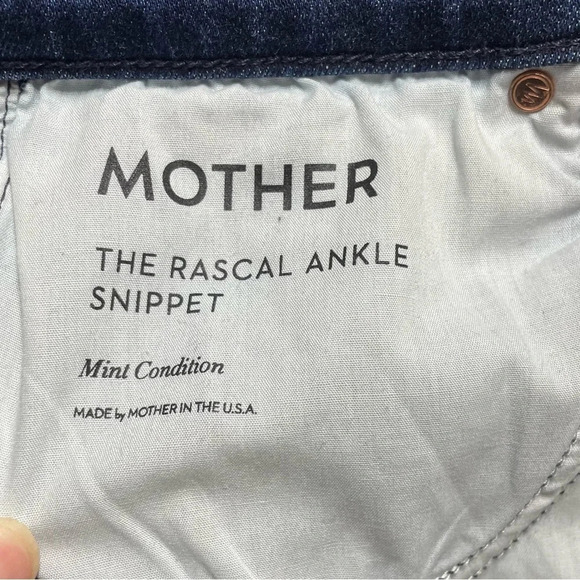 MOTHER
THE RASCAL ANKLE
SNIPPET
Mint Condition
MADE by MOTHER IN THE U.S.A.